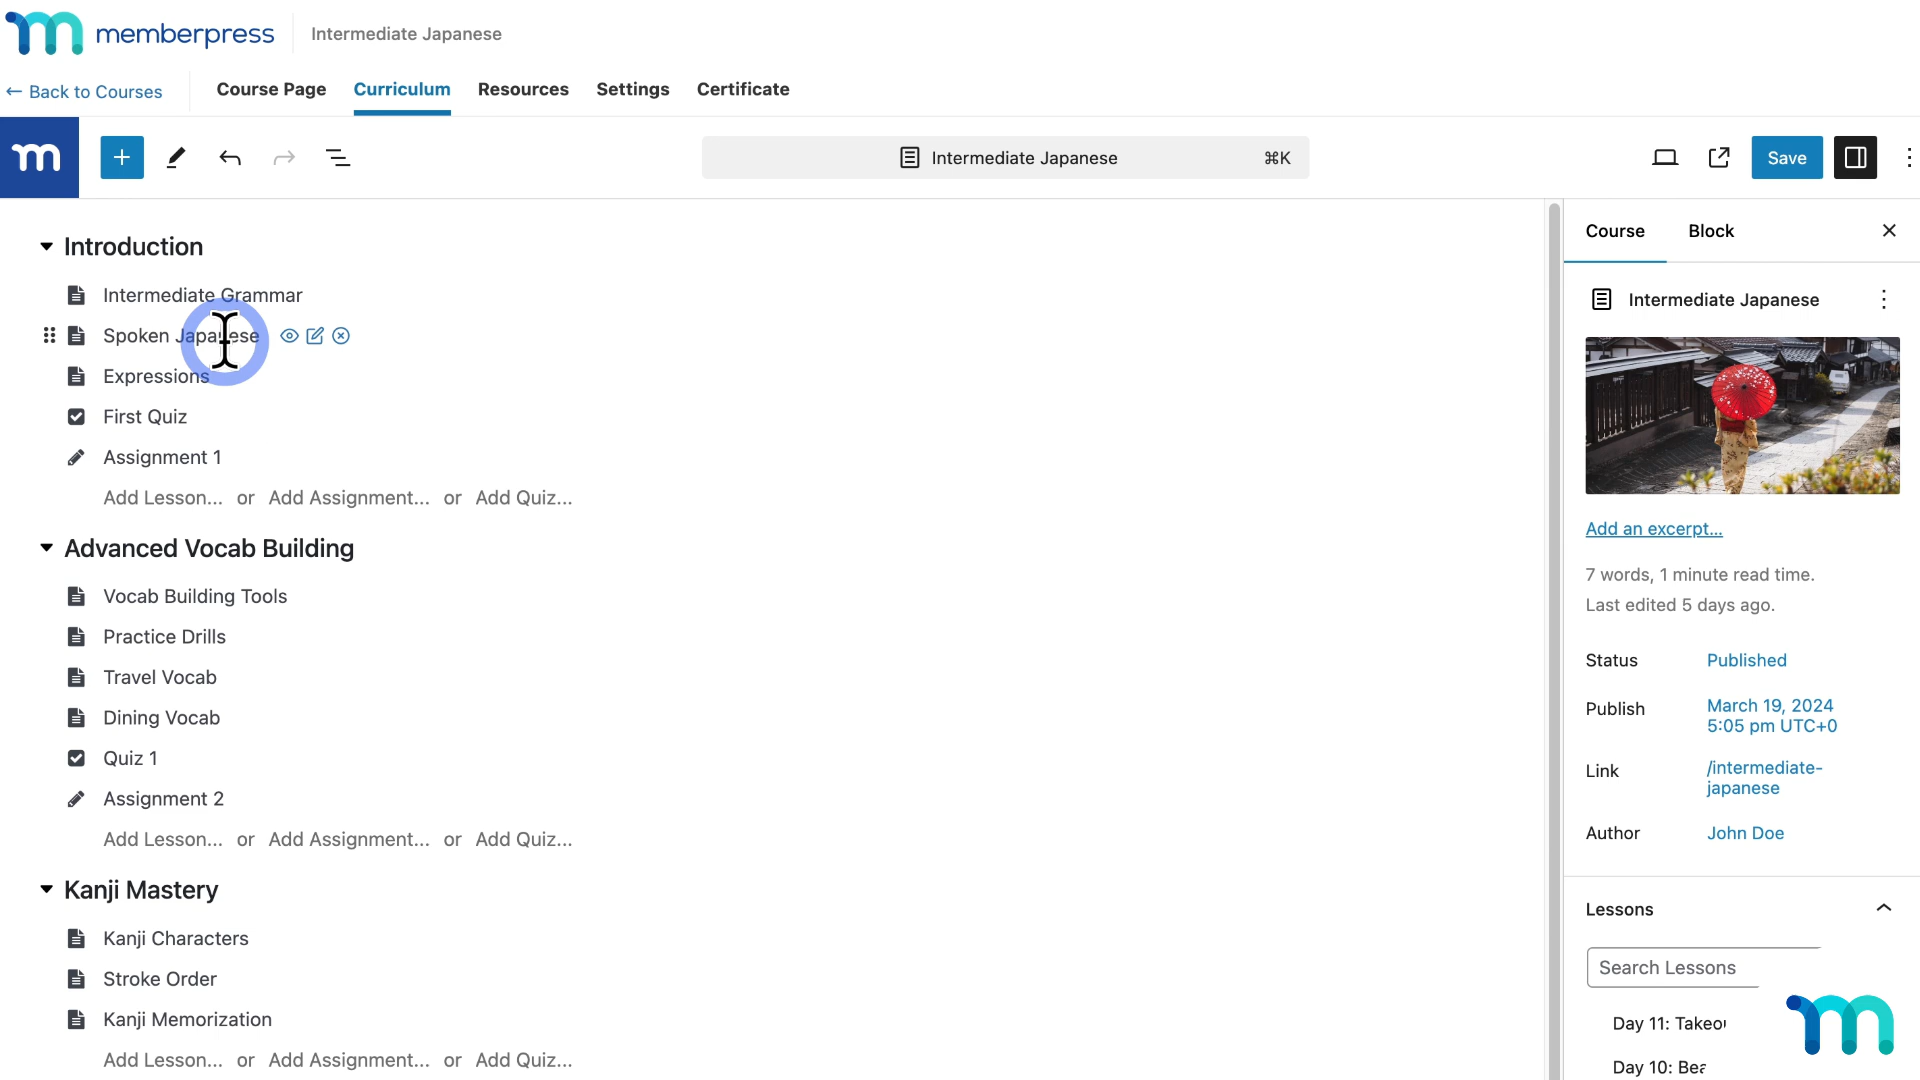 memberpress
Intermediate Japanese
← Back to Courses
Course Page
Curriculum
Resources
Settings
Certificate
Intermediate Japanese
⌘K
Save
Introduction
Intermediate Grammar
Spoken Japanese
Expressions
First Quiz
Assignment 1
Add Lesson... or Add Assignment... or Add Quiz...
Advanced Vocab Building
Vocab Building Tools
Practice Drills
Travel Vocab
Dining Vocab
Quiz 1
Assignment 2
Add Lesson... or Add Assignment... or Add Quiz...
Kanji Mastery
Kanji Characters
Stroke Order
Kanji Memorization
Add Lesson... or Add Assignment... or Add Quiz...
Course
Block
Intermediate Japanese
Add an excerpt...
7 words, 1 minute read time.
Last edited 5 days ago.
Status Published
Publish March 19, 2024
5:05 pm UTC+0
Link /intermediate-
japanese
Author John Doe
Lessons
Search Lessons
Day 11:
Day 10: